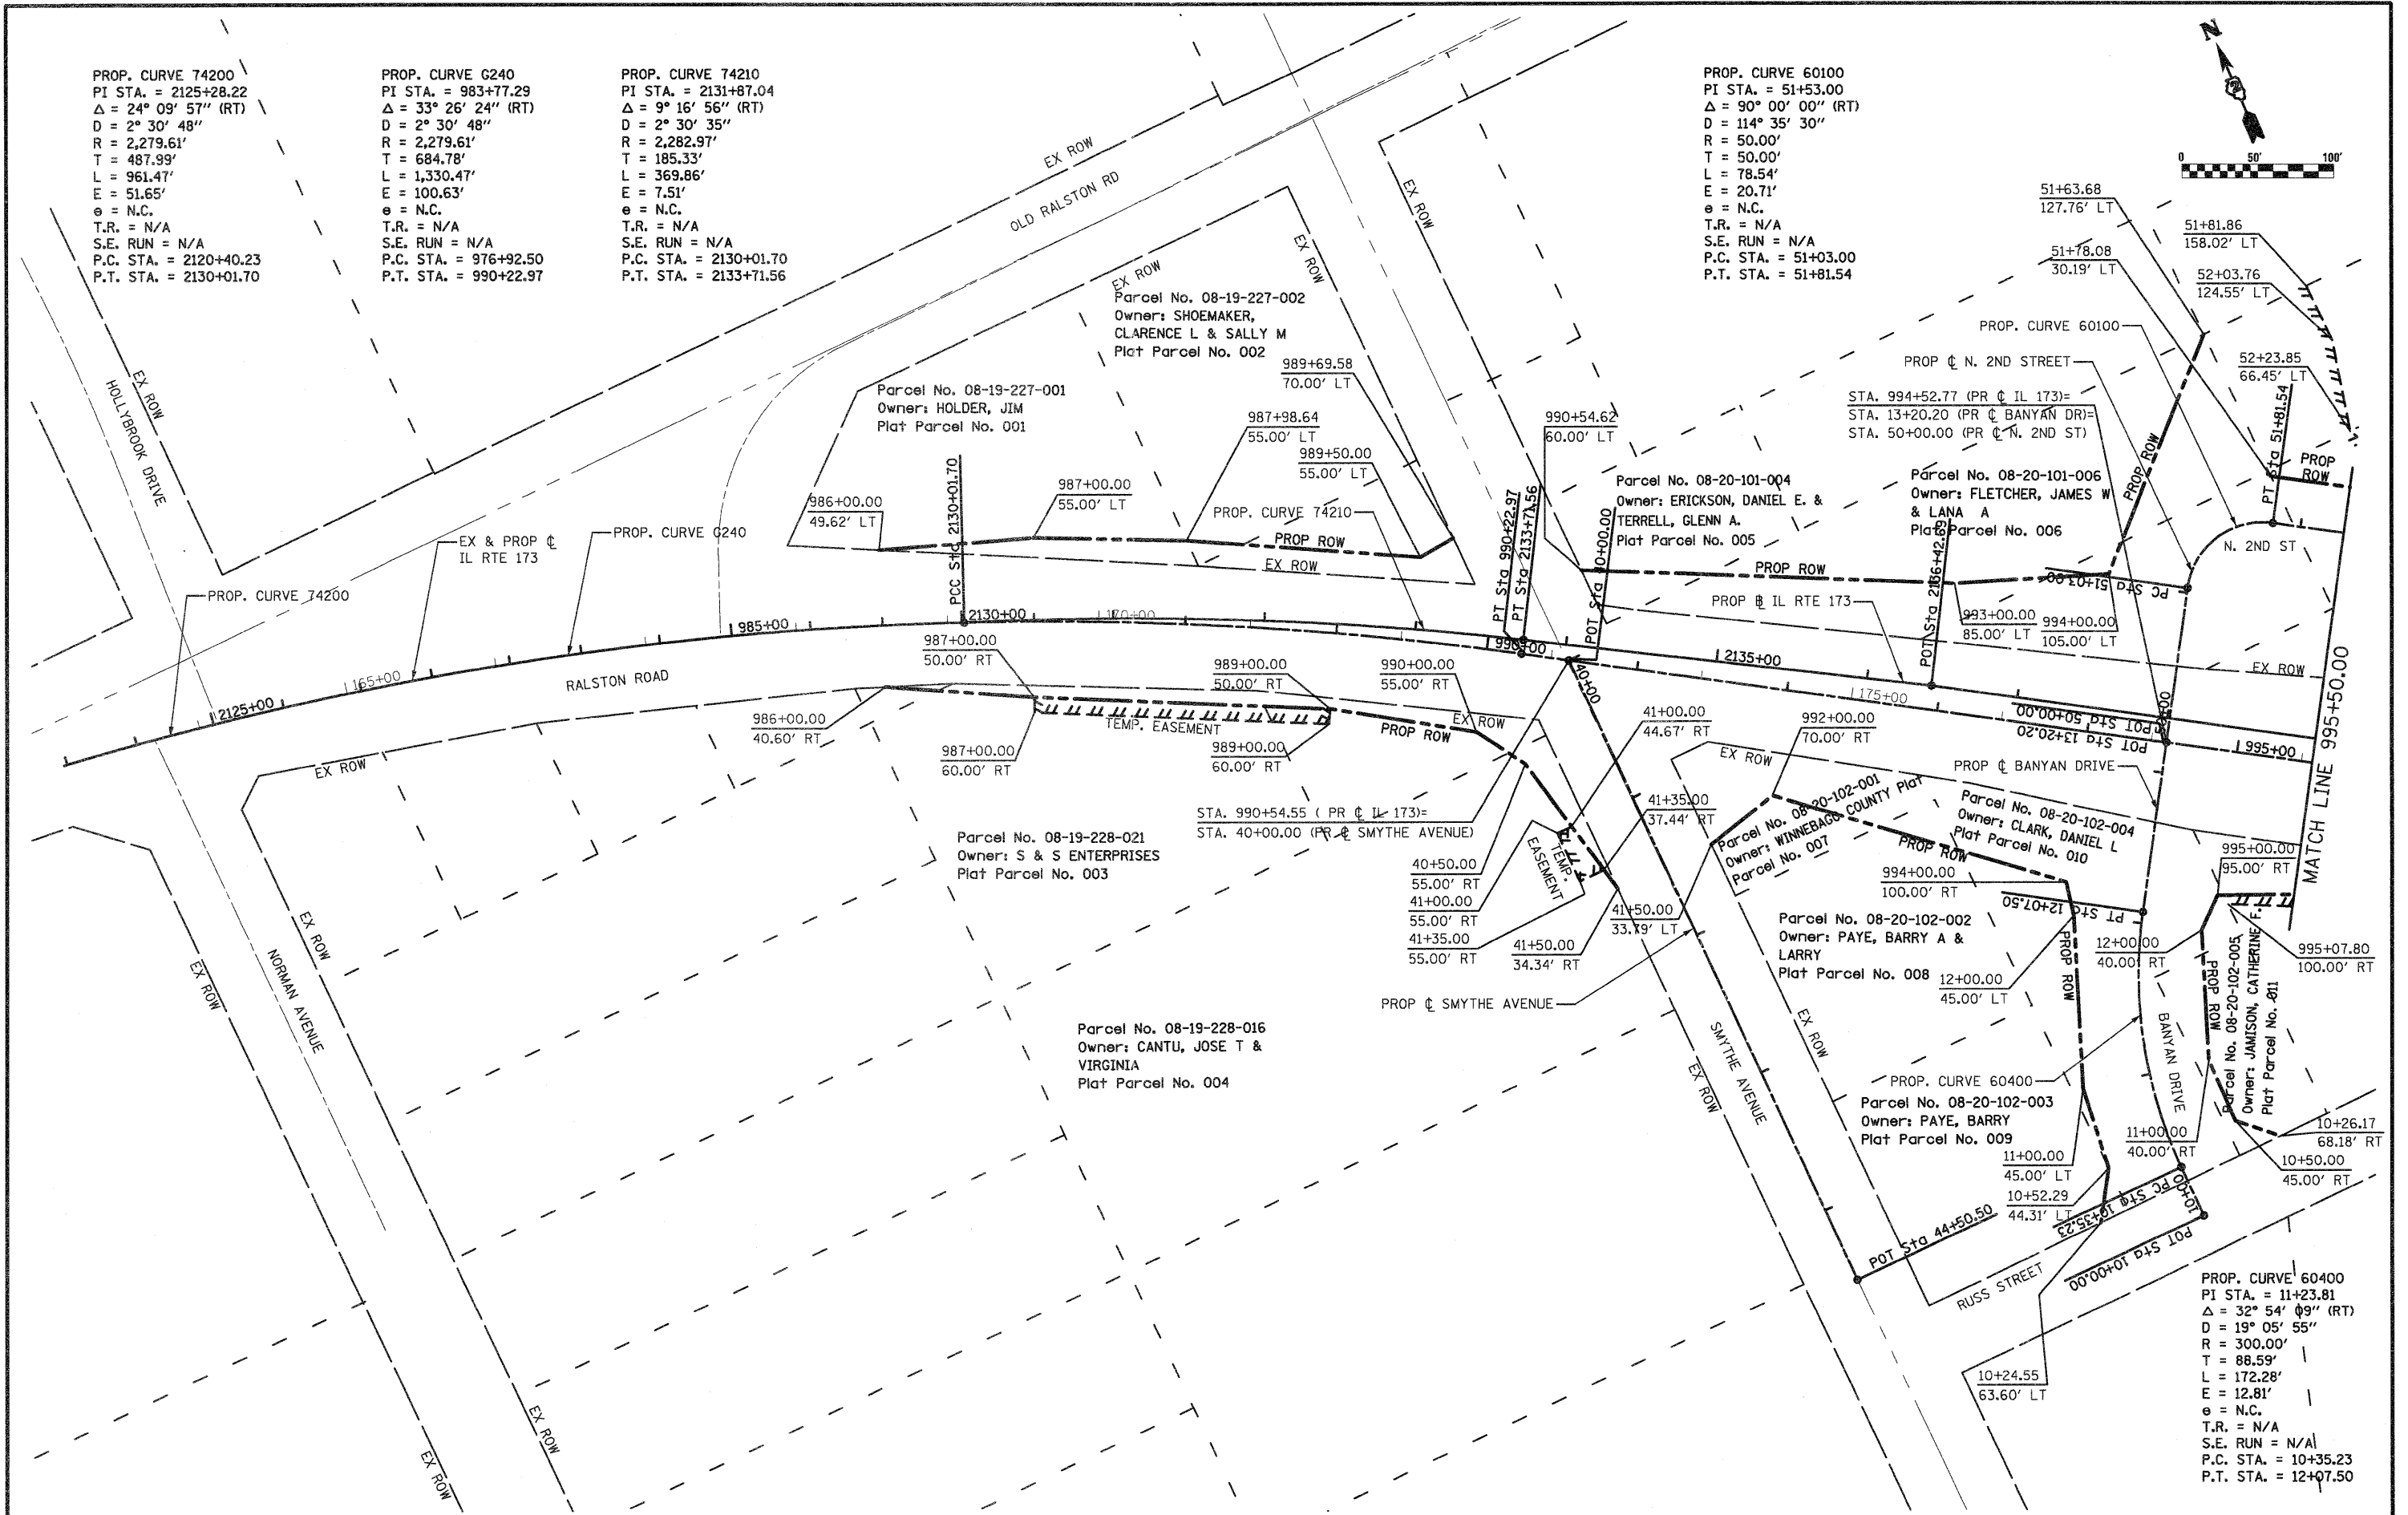 PROP. CURVE 74200
PI STA. = 2125+28.22
Δ = 24° 09' 57" (RT)
D = 2° 30' 48"
R = 2,279.61'
T = 487.99'
L = 961.47'
E = 51.65'
e = N.C.
T.R. = N/A
S.E. RUN = N/A
P.C. STA. = 2120+40.23
P.T. STA. = 2130+01.70
PROP. CURVE G240
PI STA. = 983+77.29
Δ = 33° 26' 24" (RT)
D = 2° 30' 48"
R = 2,279.61'
T = 684.78'
L = 1,330.47'
E = 100.63'
e = N.C.
T.R. = N/A
S.E. RUN = N/A
P.C. STA. = 976+92.50
P.T. STA. = 990+22.97
PROP. CURVE 74210
PI STA. = 2131+87.04
Δ = 9° 16' 56" (RT)
D = 2° 30' 35"
R = 2,282.97'
T = 185.33'
L = 369.86'
E = 7.51'
e = N.C.
T.R. = N/A
S.E. RUN = N/A
P.C. STA. = 2130+01.70
P.T. STA. = 2133+71.56
PROP. CURVE 60100
PI STA. = 51+53.00
Δ = 90° 00' 00" (RT)
D = 114° 35' 30"
R = 50.00'
T = 50.00'
L = 78.54'
E = 20.71'
e = N.C.
T.R. = N/A
S.E. RUN = N/A
P.C. STA. = 51+03.00
P.T. STA. = 51+81.54
N
0 50' 100'
51+63.68
127.76' LT
51+81.86
158.02' LT
51+78.08
30.19' LT
52+03.76
124.55' LT
PROP. CURVE 60100
52+23.85
66.45' LT
PROP ℄ N. 2ND STREET
STA. 994+52.77 (PR ℄ IL 173)=
STA. 13+20.20 (PR ℄ BANYAN DR)=
STA. 50+00.00 (PR ℄ N. 2ND ST)
PT Sta 51+81.54
PROP
ROW
PROP ROW
N. 2ND ST
EX ROW
OLD RALSTON RD
EX ROW
EX ROW
EX ROW
EX ROW
HOLLYBROOK DRIVE
Parcel No. 08-19-227-002
Owner: SHOEMAKER,
CLARENCE L & SALLY M
Plat Parcel No. 002
Parcel No. 08-19-227-001
Owner: HOLDER, JIM
Plat Parcel No. 001
989+69.58
70.00' LT
987+98.64
55.00' LT
989+50.00
55.00' LT
987+00.00
55.00' LT
986+00.00
49.62' LT
990+54.62
60.00' LT
Parcel No. 08-20-101-004
Owner: ERICKSON, DANIEL E. &
TERRELL, GLENN A.
Plat Parcel No. 005
Parcel No. 08-20-101-006
Owner: FLETCHER, JAMES W
& LANA A
Plat Parcel No. 006
PROP. CURVE 74210
PROP ROW
EX ROW
PCC Sta 2130+01.70
PT Sta 990+22.97
PT Sta 2133+71.56
POT Sta 40+00.00
POT Sta 2136+42.69
PROP ROW
PC Sta 51+03.00
PROP ᙠ IL RTE 173
993+00.00
85.00' LT
994+00.00
105.00' LT
EX ROW
EX & PROP ℄
IL RTE 173
PROP. CURVE G240
PROP. CURVE 74200
2125+00
165+00
985+00
2130+00
170+00
990+00
2135+00
175+00
995+00
40+00
50+00
POT Sta 50+00.00
POT Sta 13+20.20
MATCH LINE 995+50.00
RALSTON ROAD
987+00.00
50.00' RT
989+00.00
50.00' RT
990+00.00
55.00' RT
986+00.00
40.60' RT
987+00.00
60.00' RT
TEMP. EASEMENT
989+00.00
60.00' RT
PROP ROW
EX ROW
EX ROW
41+00.00
44.67' RT
992+00.00
70.00' RT
EX ROW
PROP ℄ BANYAN DRIVE
41+35.00
37.44' RT
STA. 990+54.55 ( PR ℄ IL 173)=
STA. 40+00.00 (PR ℄ SMYTHE AVENUE)
Parcel No. 08-19-228-021
Owner: S & S ENTERPRISES
Plat Parcel No. 003
40+50.00
55.00' RT
41+00.00
55.00' RT
41+35.00
55.00' RT
TEMP.
EASEMENT
41+50.00
34.34' RT
41+50.00
33.79' LT
Parcel No. 08-20-102-001
Owner: WINNEBAGO COUNTY Plat
Parcel No. 007
Parcel No. 08-20-102-004
Owner: CLARK, DANIEL L
Plat Parcel No. 010
PROP ROW
994+00.00
100.00' RT
PT Sta 12+07.50
995+00.00
95.00' RT
995+07.80
100.00' RT
Parcel No. 08-20-102-002
Owner: PAYE, BARRY A &
LARRY
Plat Parcel No. 008
12+00.00
45.00' LT
12+00.00
40.00' RT
PROP ROW
PROP ROW
Parcel No. 08-20-102-005
Owner: JAMISON, CATHERINE F.
Plat Parcel No. 011
PROP ℄ SMYTHE AVENUE
SMYTHE AVENUE
EX ROW
EX ROW
BANYAN DRIVE
EX ROW
NORMAN AVENUE
EX ROW
EX ROW
EX ROW
Parcel No. 08-19-228-016
Owner: CANTU, JOSE T &
VIRGINIA
Plat Parcel No. 004
PROP. CURVE 60400
Parcel No. 08-20-102-003
Owner: PAYE, BARRY
Plat Parcel No. 009
11+00.00
45.00' LT
10+52.29
44.31' LT
11+00.00
40.00' RT
10+26.17
68.18' RT
10+50.00
45.00' RT
PC Sta 10+35.23
10+00
POT Sta 10+00.00
POT Sta 44+50.50
RUSS STREET
10+24.55
63.60' LT
PROP. CURVE 60400
PI STA. = 11+23.81
Δ = 32° 54' 09" (RT)
D = 19° 05' 55"
R = 300.00'
T = 88.59'
L = 172.28'
E = 12.81'
e = N.C.
T.R. = N/A
S.E. RUN = N/A
P.C. STA. = 10+35.23
P.T. STA. = 12+07.50